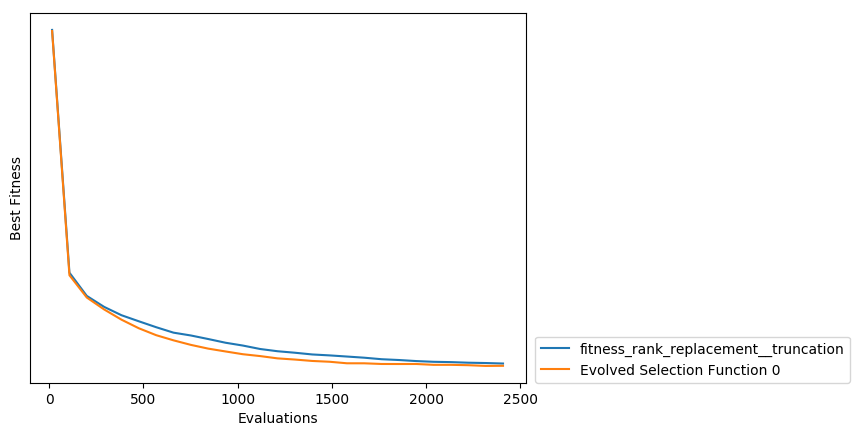 Best Fitness
0
500
1000
1500
2000
2500
Evaluations
fitness_rank_replacement__truncation
Evolved Selection Function 0